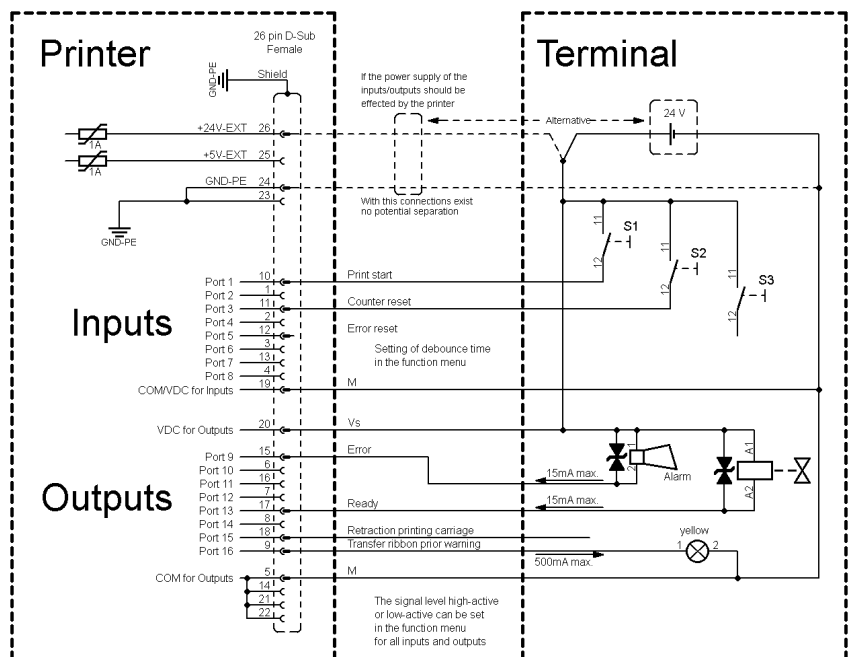 Printer
26 pin D-Sub
Female
Terminal
GND-PE
Shield
If the power supply of the
inputs/outputs should be
effected by the printer
Alternative
24 V
+24V-EXT 26
1A
+5V-EXT 25
1A
GND-PE 24
23
GND-PE
With this connections exist
no potential separation
11 S1
12
11 S2
12
11 S3
12
Inputs
Port 1 10 Print start
Port 2 1
Port 3 11 Counter reset
Port 4 2
Port 5 12 Error reset
Port 6 3
Port 7 13
Port 8 4
Setting of debounce time
in the function menu
COM/VDC for Inputs 19 M
VDC for Outputs 20 Vs
Outputs
Port 9 15 Error
Port 10 6
Port 11 16
Port 12 7
Port 13 17 Ready
Port 14 8
Port 15 18 Retraction printing carriage
Port 16 9 Transfer ribbon prior warning
15mA max.
15mA max.
500mA max.
2 1
Alarm
A1
A2
yellow
1 2
COM for Outputs 5 M
14
21
22
The signal level high-active
or low-active can be set
in the function menu
for all inputs and outputs